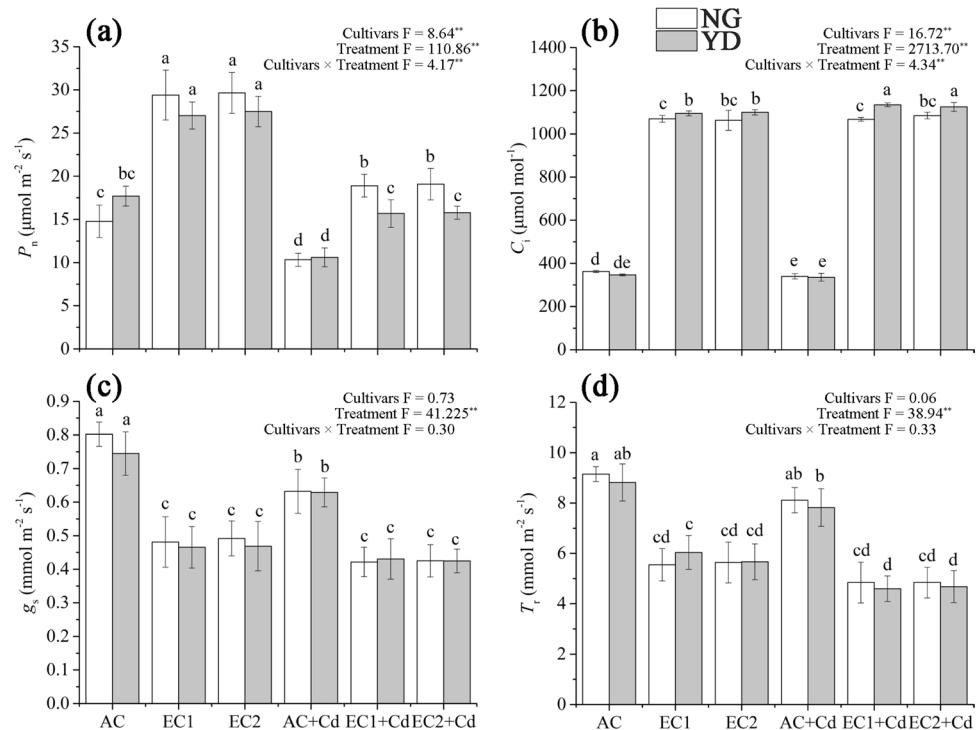 (a)
Cultivars F = 8.64**
Treatment F = 110.86**
Cultivars × Treatment F = 4.17**
35
30
25
20
15
10
5
0
Pn (μmol m-2 s-1)
c bc a a a a d d b c b c
NG
YD
(b)
Cultivars F = 16.72**
Treatment F = 2713.70**
Cultivars × Treatment F = 4.34**
1400
1200
1000
800
600
400
200
0
Ci (μmol mol-1)
d de c b bc b e e c a bc a
(c)
Cultivars F = 0.73
Treatment F = 41.225**
Cultivars × Treatment F = 0.30
0.9
0.8
0.7
0.6
0.5
0.4
0.3
0.2
0.1
0.0
gs (mmol m-2 s-1)
a a c c c c b b c c c c
AC EC1 EC2 AC+Cd EC1+Cd EC2+Cd
(d)
Cultivars F = 0.06
Treatment F = 38.94**
Cultivars × Treatment F = 0.33
12
10
8
6
4
2
0
Tr (mmol m-2 s-1)
a ab cd c cd cd ab b cd d cd d
AC EC1 EC2 AC+Cd EC1+Cd EC2+Cd